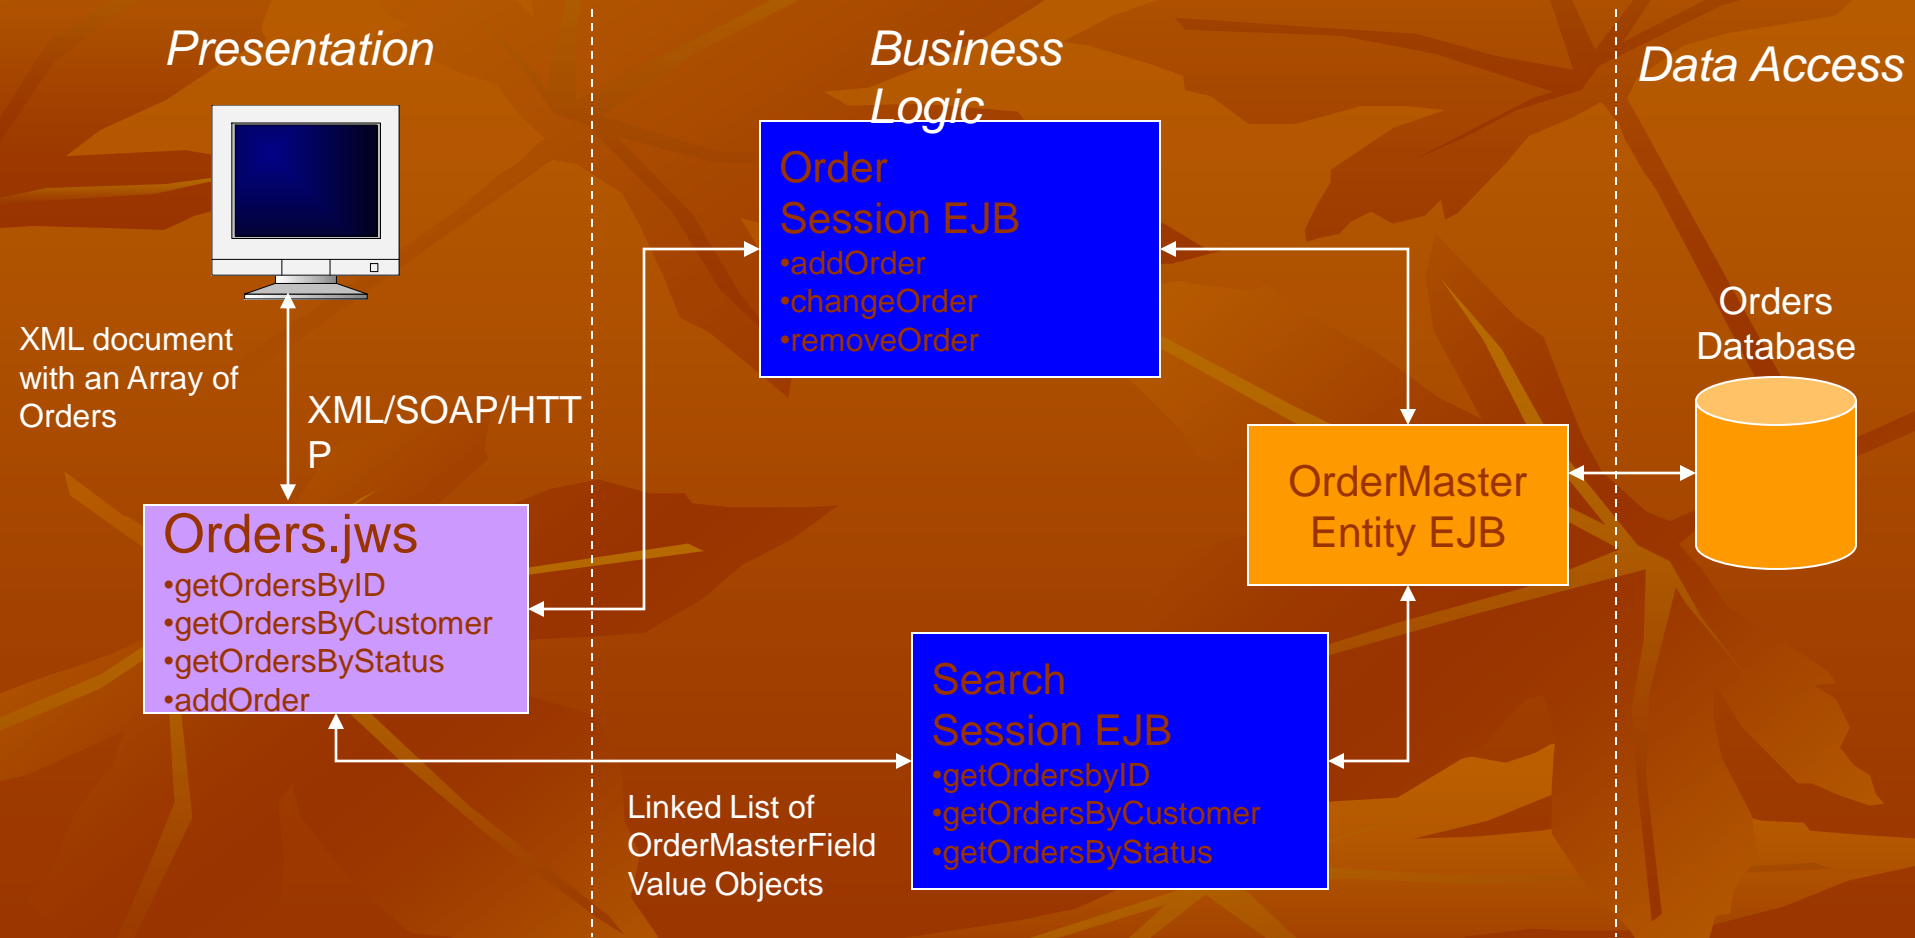 Presentation
Business
Logic
Data Access
XML document
with an Array of
Orders
XML/SOAP/HTT
P
Orders.jws
•getOrdersByID
•getOrdersByCustomer
•getOrdersByStatus
•addOrder
Order
Session EJB
•addOrder
•changeOrder
•removeOrder
OrderMaster
Entity EJB
Orders
Database
Search
Session EJB
•getOrdersbyID
•getOrdersByCustomer
•getOrdersByStatus
Linked List of
OrderMasterField
Value Objects